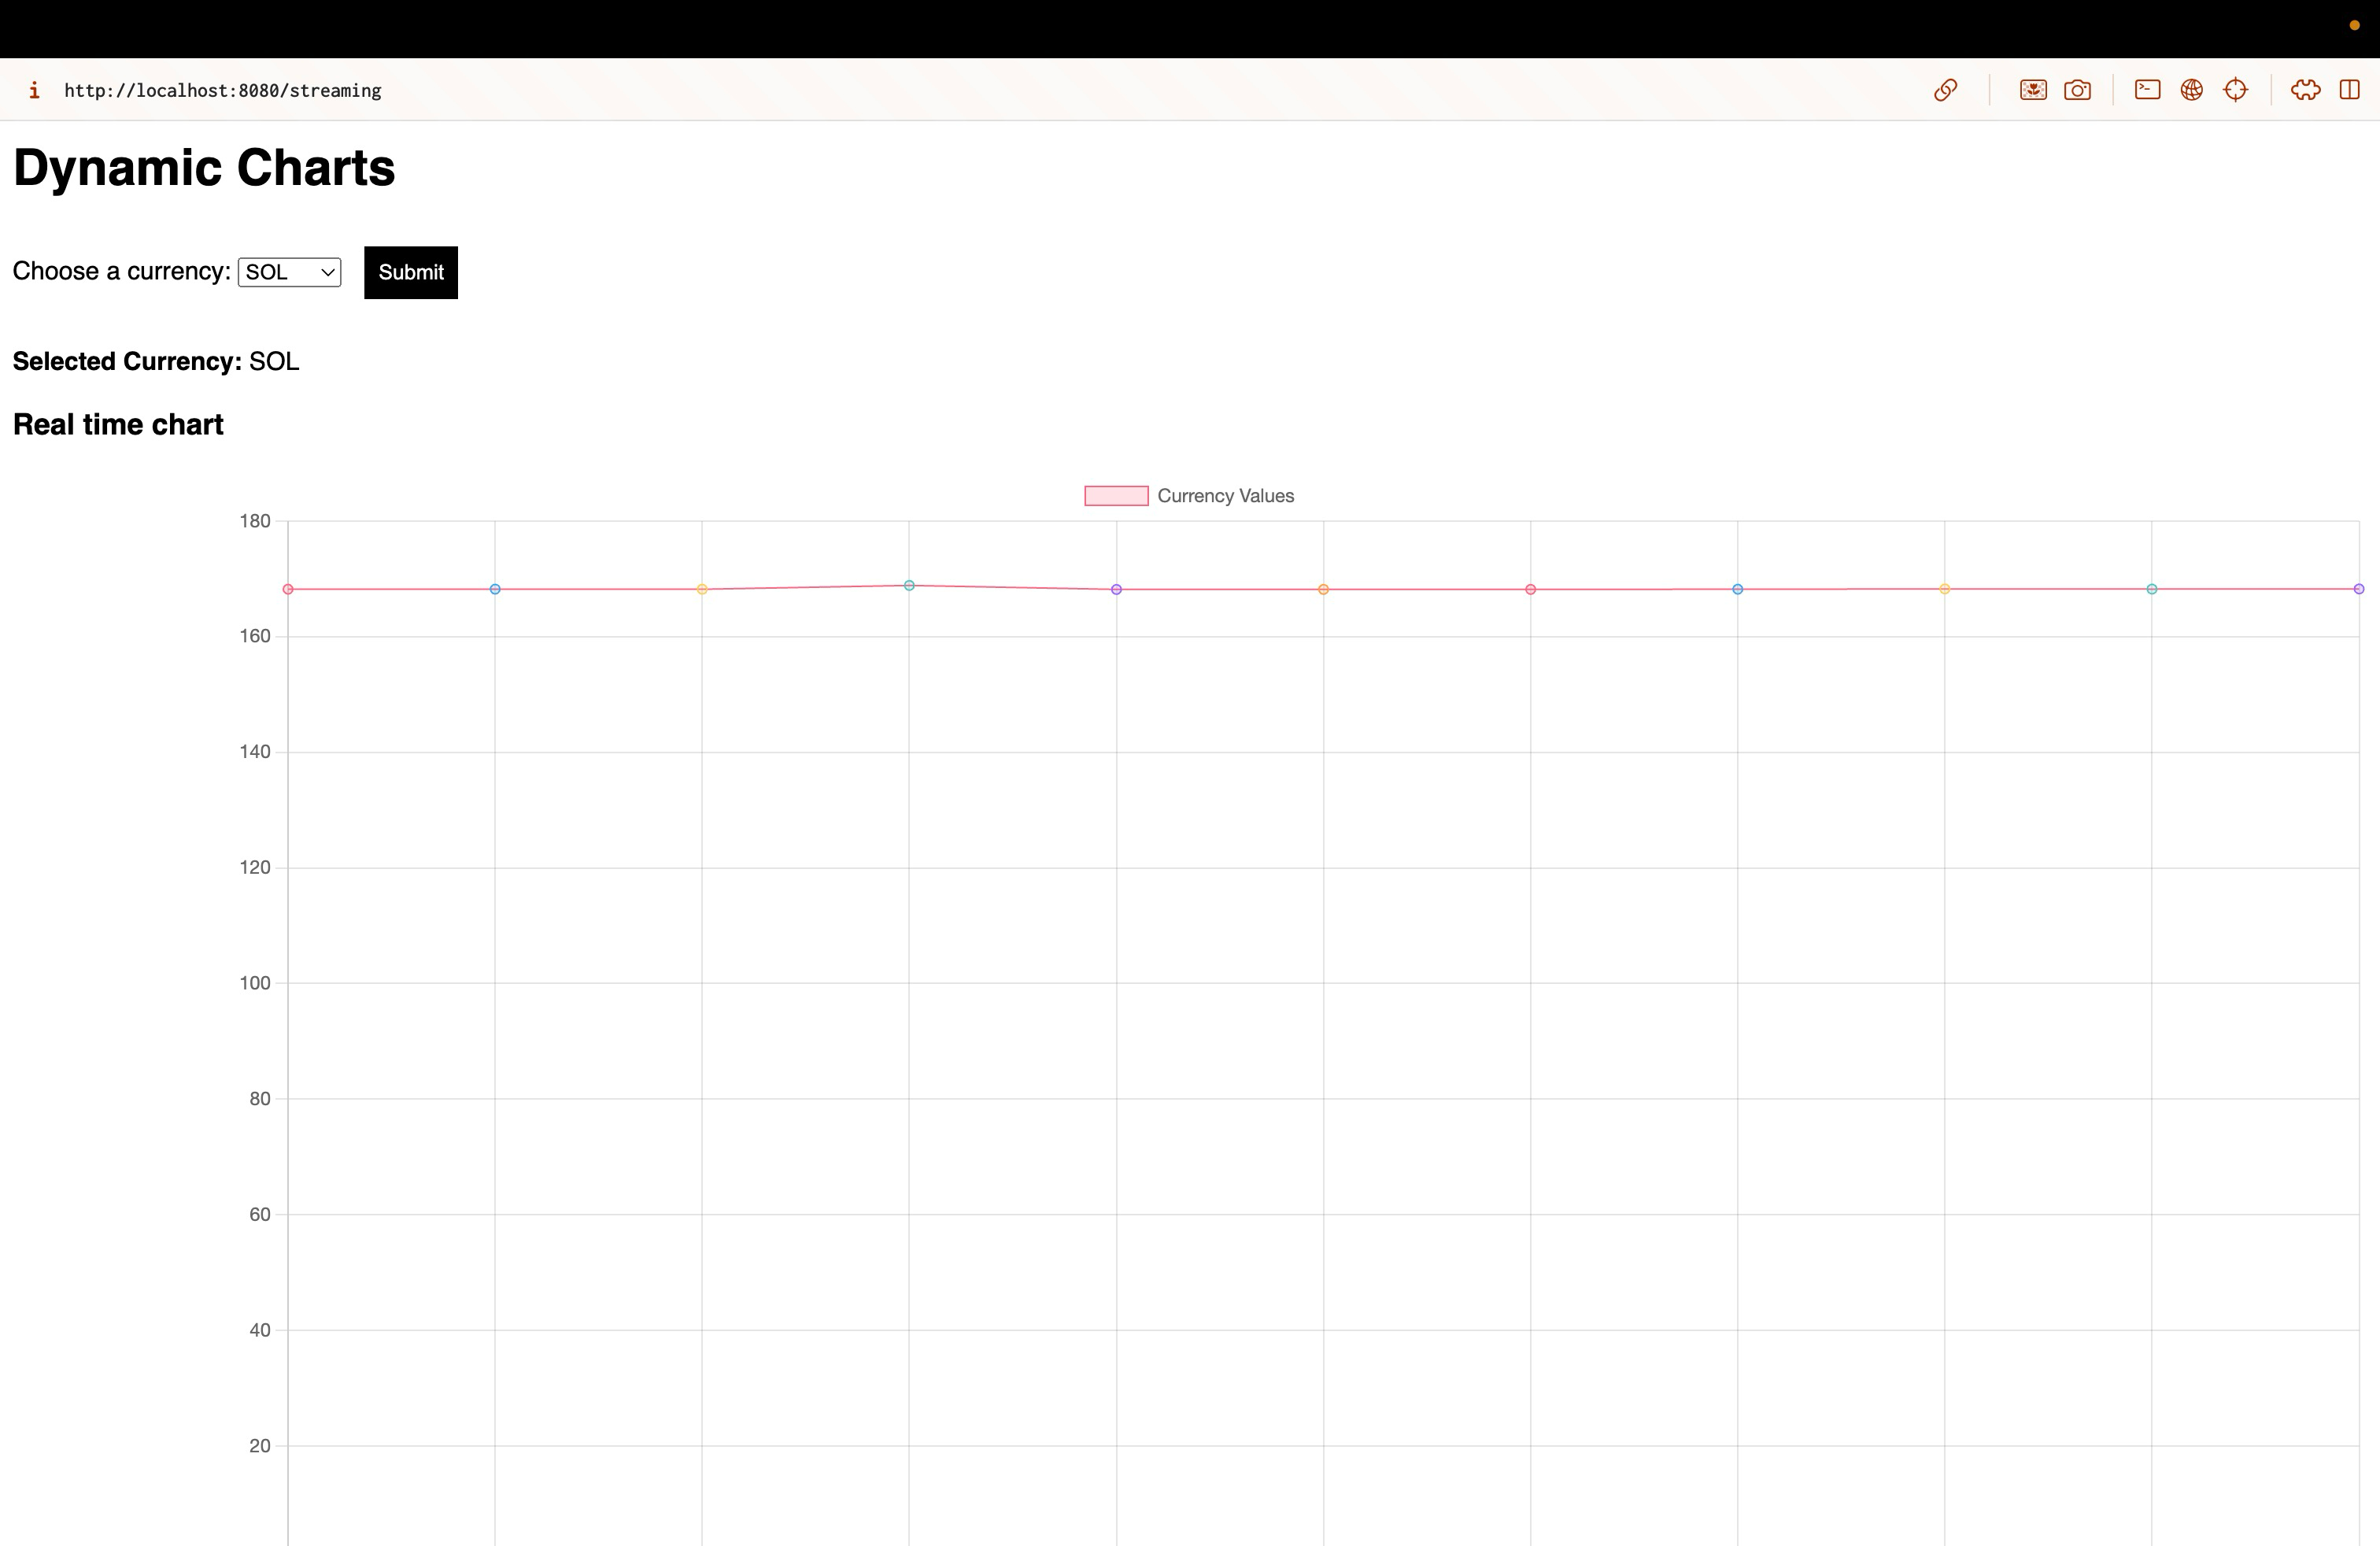 i http://localhost:8080/streaming
Dynamic Charts
Choose a currency: SOL Submit
Selected Currency: SOL
Real time chart
Currency Values
180
160
140
120
100
80
60
40
20